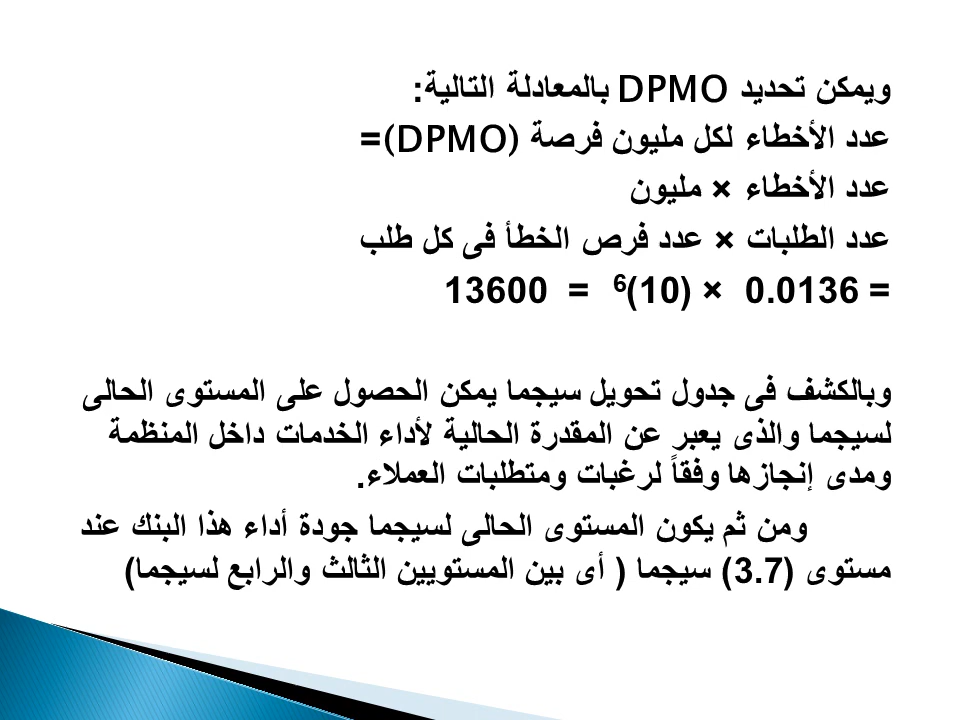 ويمكن تحديد DPMO بالمعادلة التالية:
عدد الأخطاء لكل مليون فرصة (DPMO)=
عدد الأخطاء × مليون
عدد الطلبات × عدد فرص الخطأ فى كل طلب
= 0.0136 × (10)⁶ = 13600
وبالكشف فى جدول تحويل سيجما يمكن الحصول على المستوى الحالى
لسيجما والذى يعبر عن المقدرة الحالية لأداء الخدمات داخل المنظمة
ومدى إنجازها وفقاً لرغبات ومتطلبات العملاء.
ومن ثم يكون المستوى الحالى لسيجما جودة أداء هذا البنك عند
مستوى (3.7) سيجما ( أى بين المستويين الثالث والرابع لسيجما)